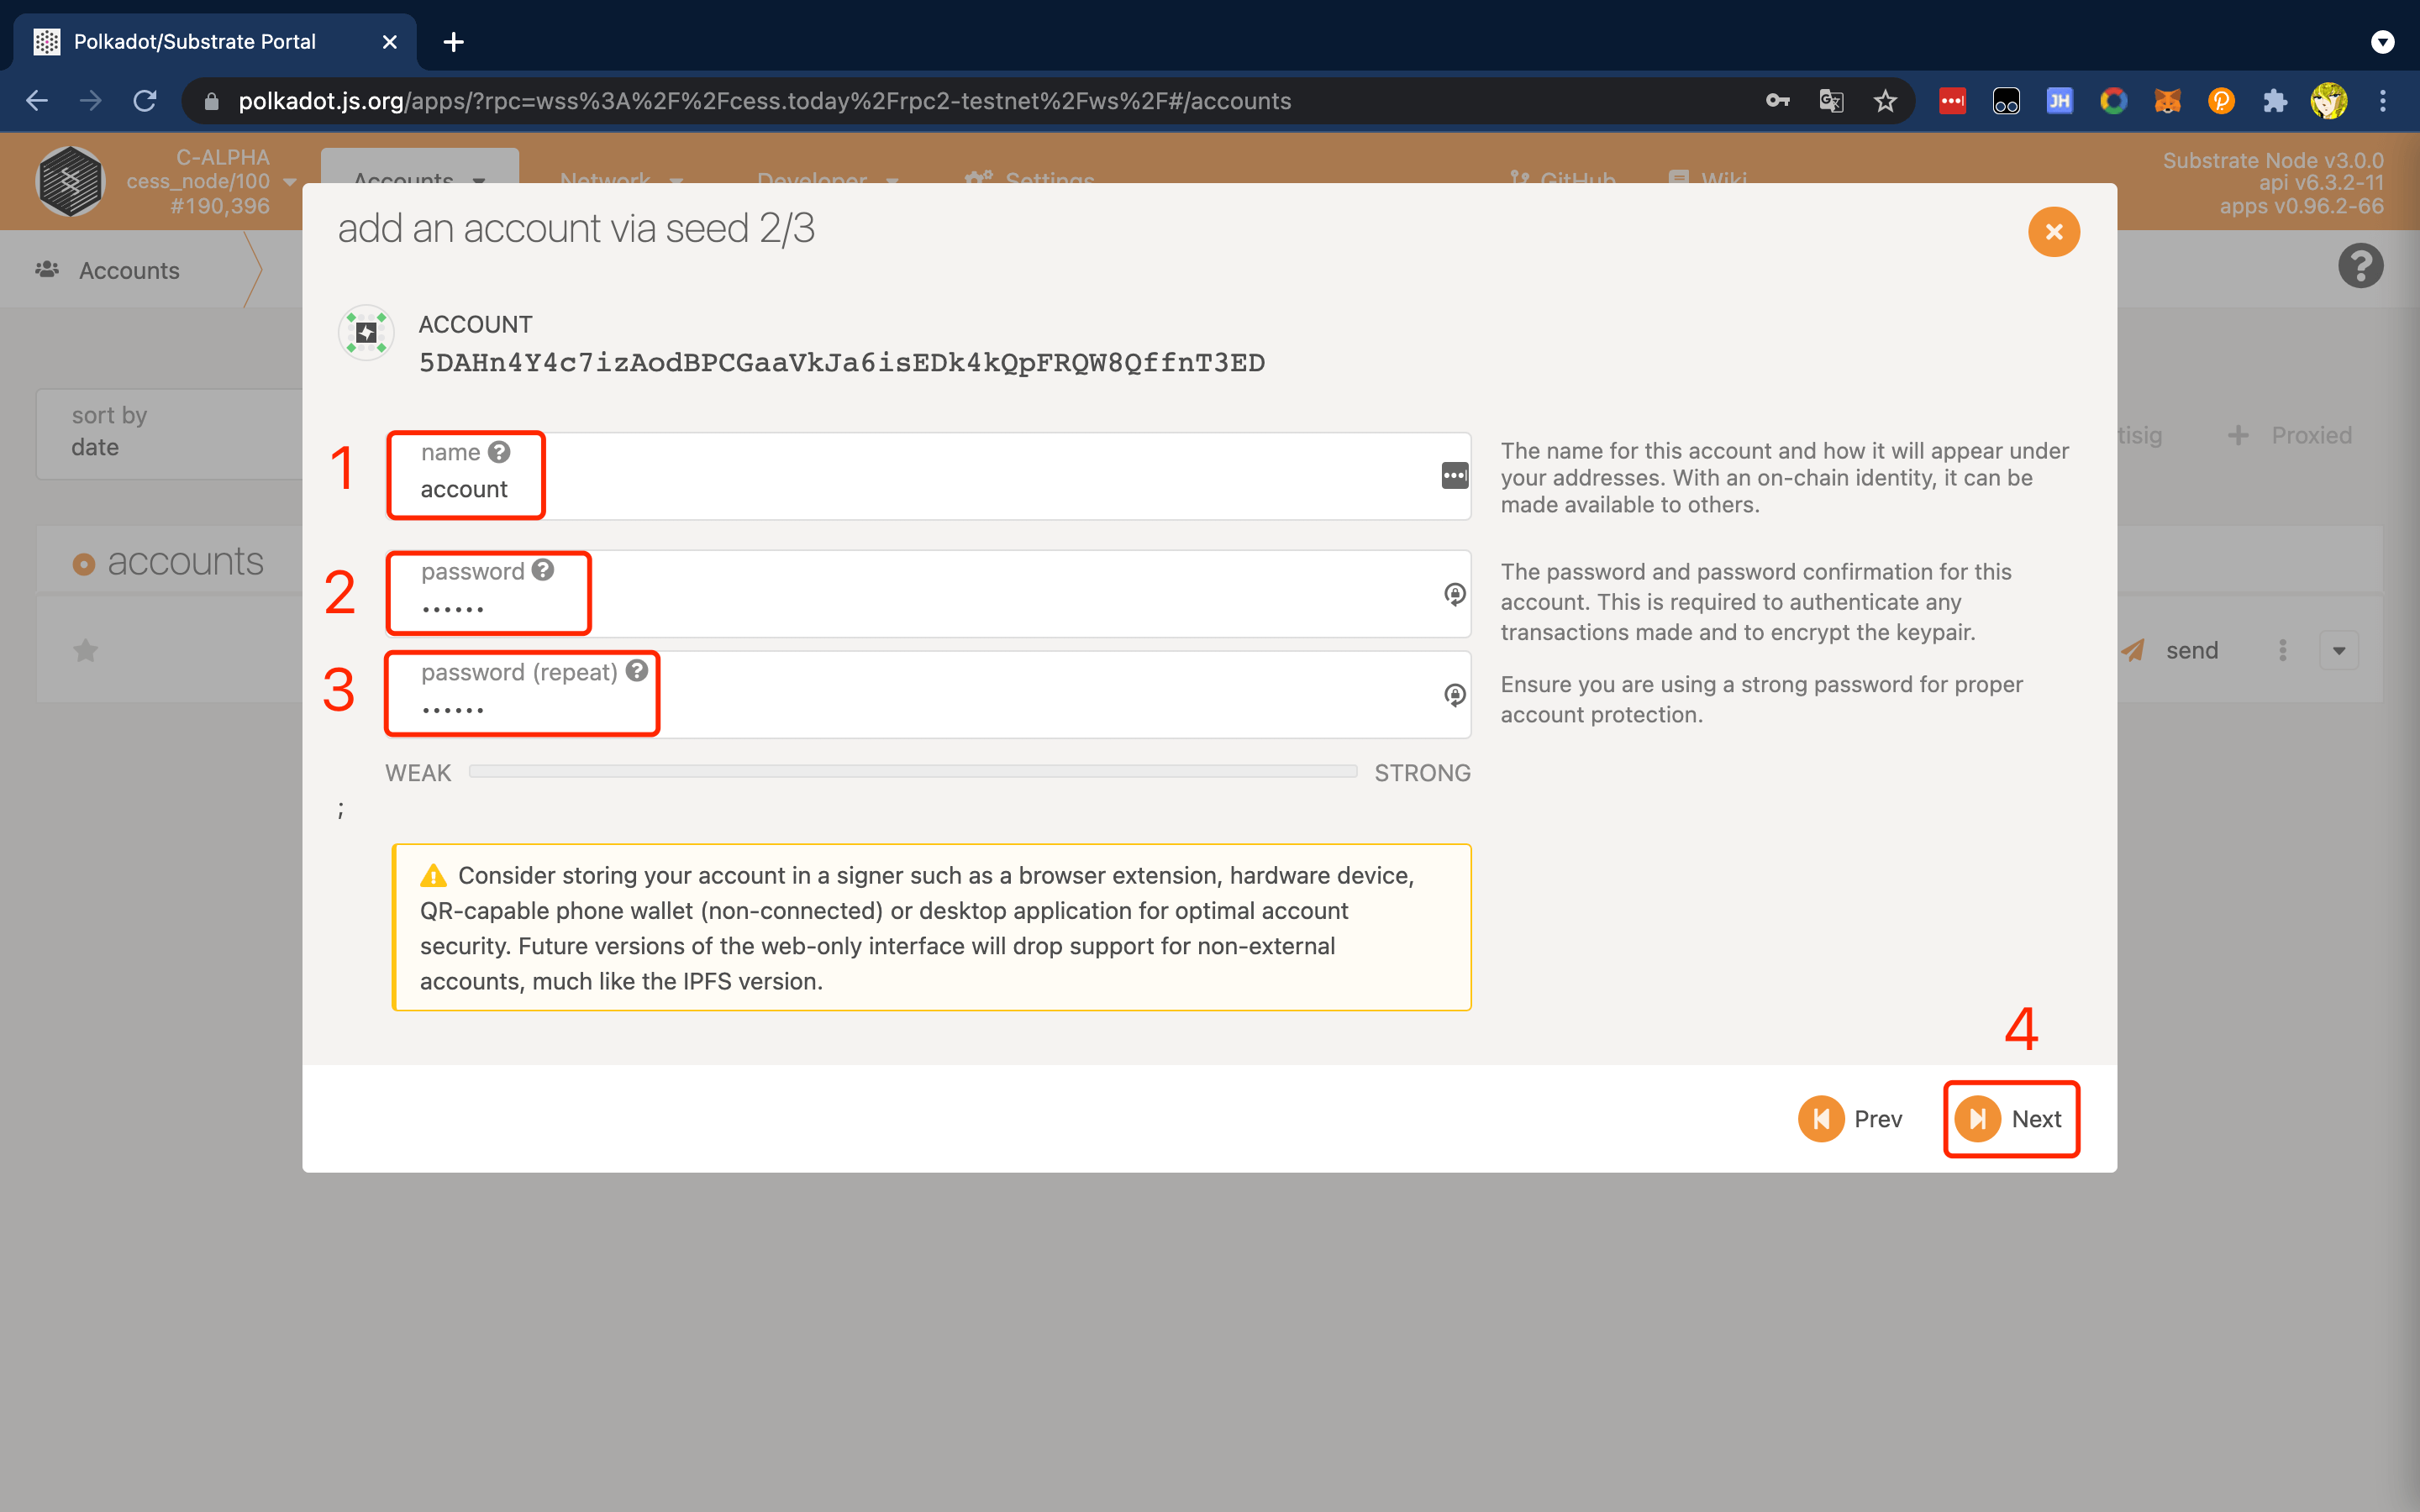 Polkadot/Substrate Portal
polkadot.js.org/apps/?rpc=wss%3A%2F%2Fcess.today%2Frpc2-testnet%2Fws%2F#/accounts
JH
C-ALPHA
cess_node/100
#190,396
Accounts
Network
Developer
Settings
GitHub
Wiki
Substrate Node v3.0.0
api v6.3.2-11
apps v0.96.2-66
Accounts
add an account via seed 2/3
ACCOUNT
5DAHn4Y4c7izAodBPCGaaVkJa6isEDk4kQpFRQW8QffnT3ED
sort by
date
1
name
account
The name for this account and how it will appear under
your addresses. With an on-chain identity, it can be
made available to others.
tisig
Proxied
accounts
2
password
••••••
The password and password confirmation for this
account. This is required to authenticate any
transactions made and to encrypt the keypair.
3
password (repeat)
••••••
Ensure you are using a strong password for proper
account protection.
send
WEAK
STRONG
;
Consider storing your account in a signer such as a browser extension, hardware device,
QR-capable phone wallet (non-connected) or desktop application for optimal account
security. Future versions of the web-only interface will drop support for non-external
accounts, much like the IPFS version.
4
Prev
Next